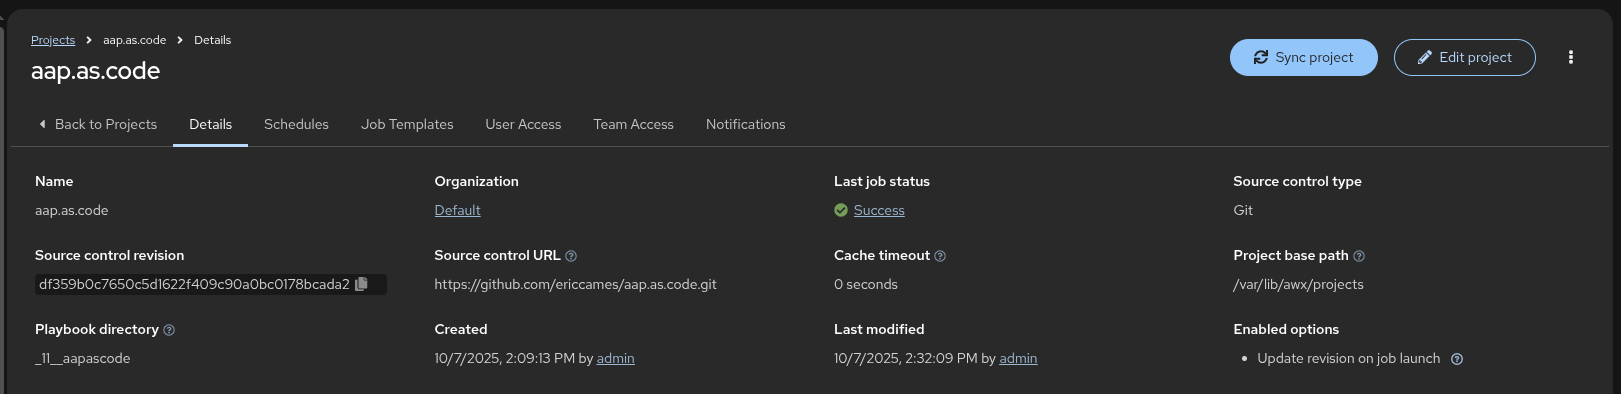 Projects > aap.as.code > Details
aap.as.code
Sync project
Edit project
Back to Projects
Details
Schedules
Job Templates
User Access
Team Access
Notifications
Name
aap.as.code
Organization
Default
Last job status
Success
Source control type
Git
Source control revision
df359b0c7650c5d1622f409c90a0bc0178bcada2
Source control URL
https://github.com/ericcames/aap.as.code.git
Cache timeout
0 seconds
Project base path
/var/lib/awx/projects
Playbook directory
_11__aapascode
Created
10/7/2025, 2:09:13 PM by admin
Last modified
10/7/2025, 2:32:09 PM by admin
Enabled options
• Update revision on job launch